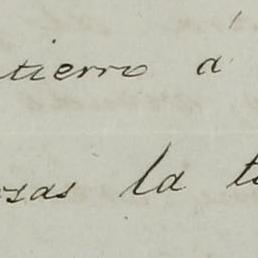 tierro á
sas la